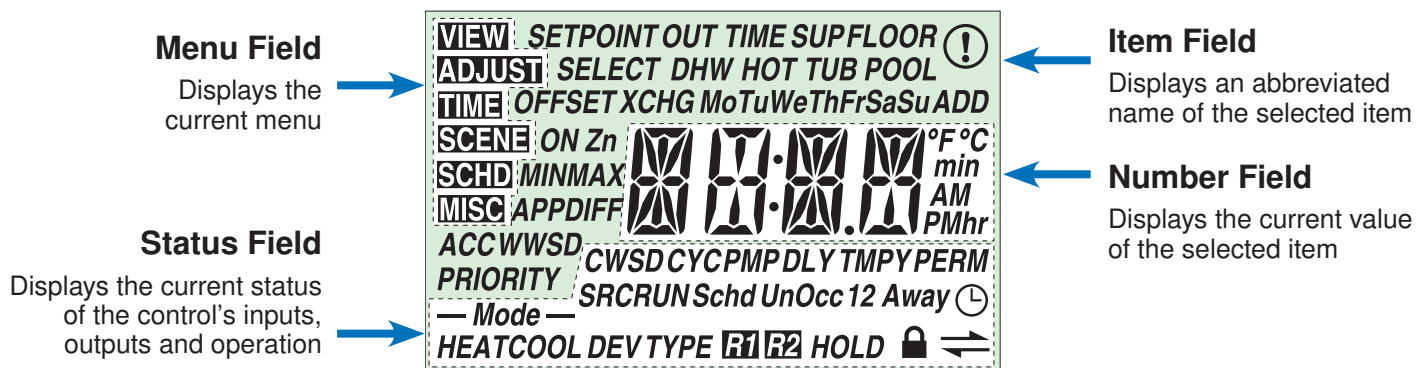 Menu Field
Displays the
current menu
Status Field
Displays the current status
of the control's inputs,
outputs and operation
VIEW SETPOINT OUT TIME SUP FLOOR
ADJUST SELECT DHW HOT TUB POOL
TIME OFFSET XCHG MoTuWeThFrSaSu ADD
SCENE ON Zn °F °C
SCHD MINMAX min
MISC APPDIFF AM
PMhr
ACC WWSD
CWSD CYC PMP DLY TMPY PERM
PRIORITY
SRCRUN Schd UnOcc 12 Away
— Mode —
HEATCOOL DEV TYPE R1 R2 HOLD
Item Field
Displays an abbreviated
name of the selected item
Number Field
Displays the current value
of the selected item